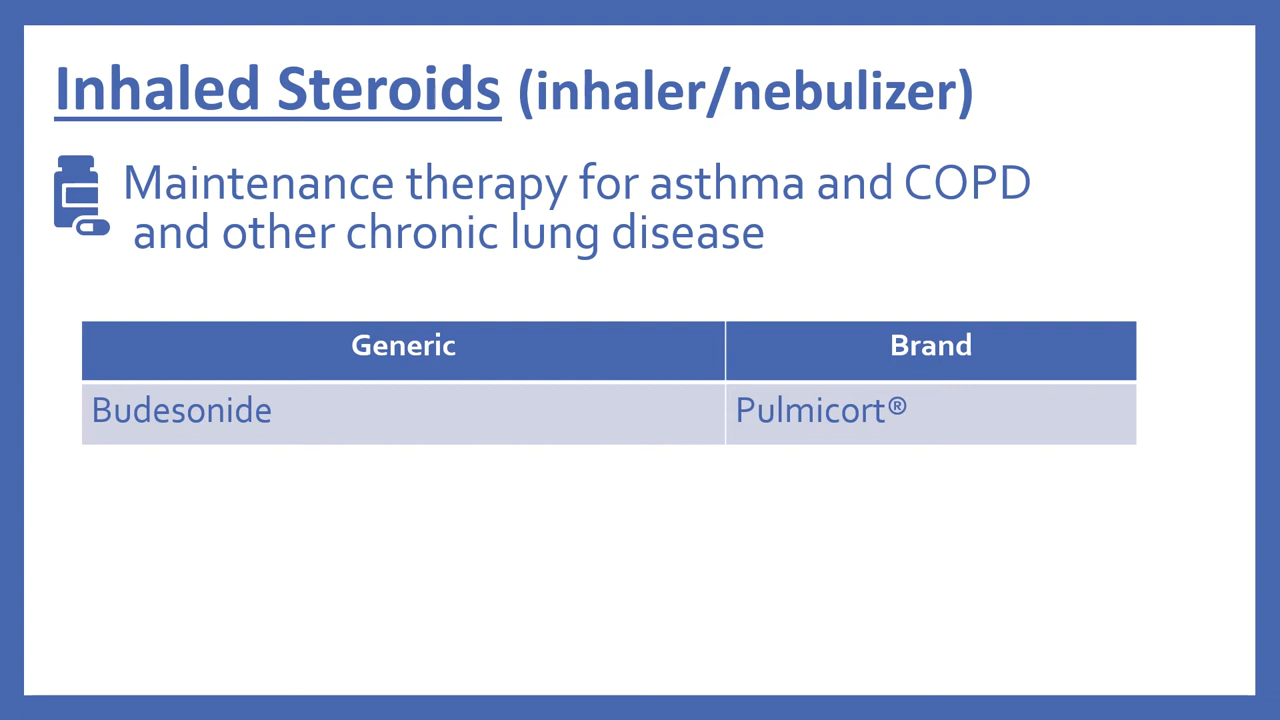 Inhaled Steroids (inhaler/nebulizer)
Maintenance therapy for asthma and COPD
and other chronic lung disease
Generic Brand
Budesonide Pulmicort®